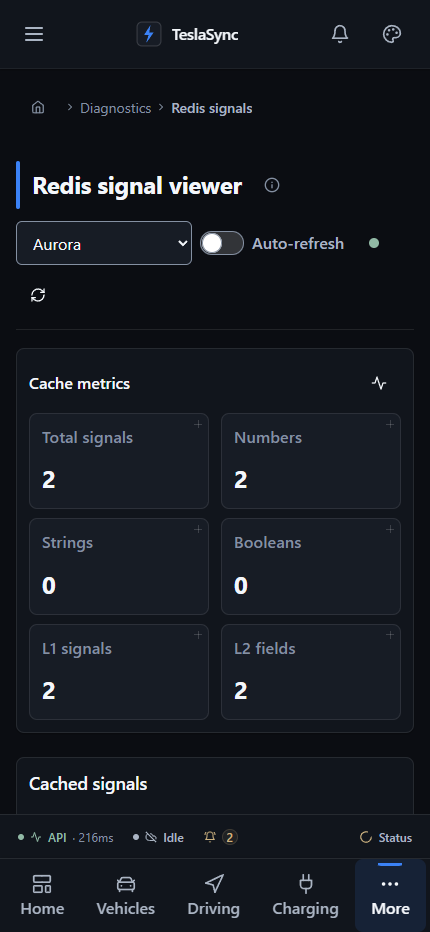 TeslaSync
Diagnostics Redis signals
Redis signal viewer
Aurora Auto-refresh
Cache metrics
Total signals
2
Numbers
2
Strings
0
Booleans
0
L1 signals
2
L2 fields
2
Cached signals
API · 216ms Idle 2 Status
Home Vehicles Driving Charging More